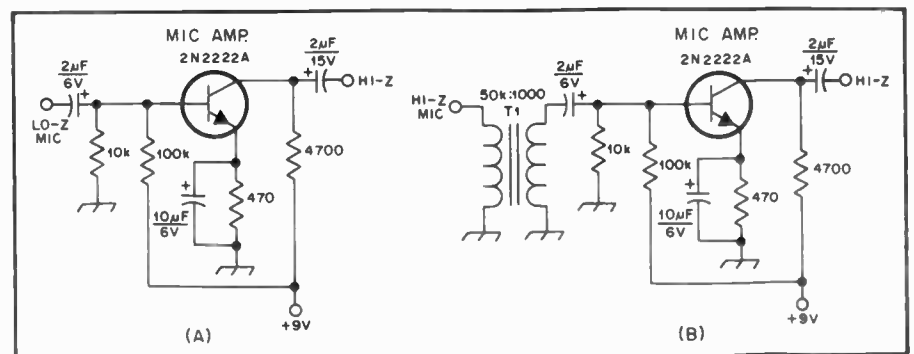 MIC AMP.
2N2222A
2µF
6V
+
LO-Z
MIC
10k
100k
+
10µF
6V
470
4700
2µF
15V
+
HI-Z
+9V
(A)
MIC AMP.
2N2222A
HI-Z
MIC
50k:1000
T1
2µF
6V
+
10k
100k
+
10µF
6V
470
4700
2µF
15V
+
HI-Z
+9V
(B)